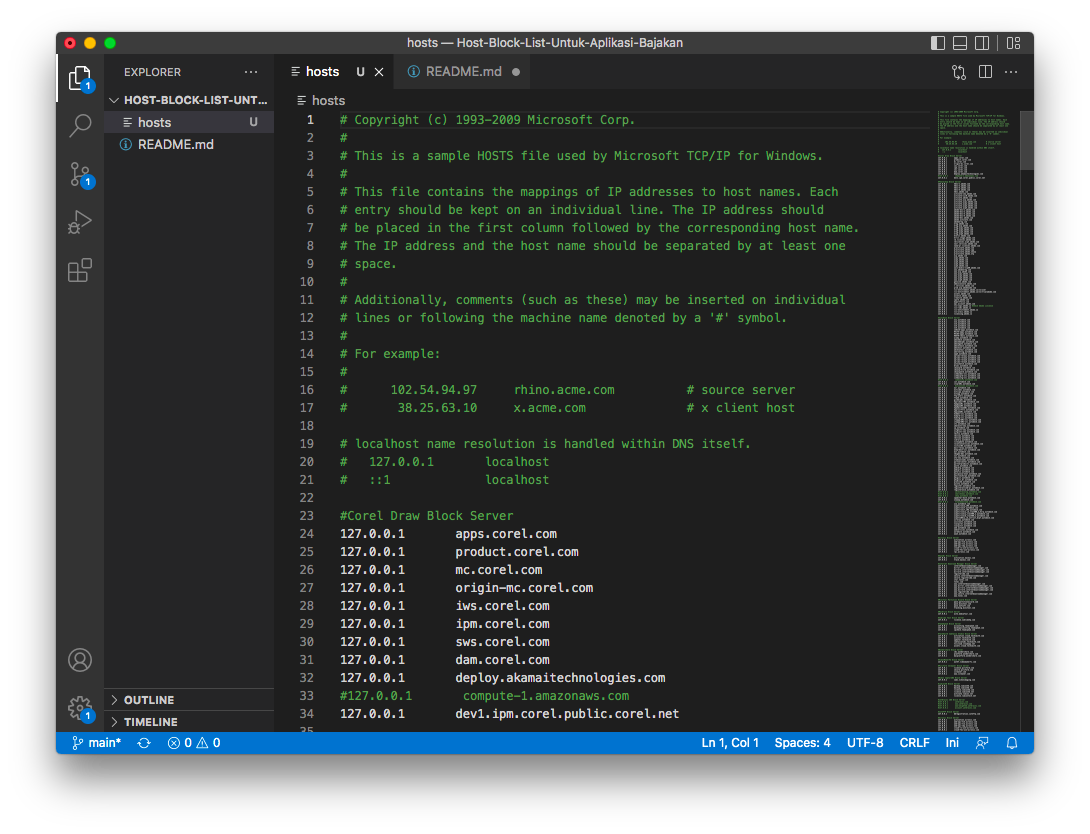 hosts — Host-Block-List-Untuk-Aplikasi-Bajakan
EXPLORER
HOST-BLOCK-LIST-UNT...
hosts U
README.md
OUTLINE
TIMELINE
hosts U
README.md
hosts
1 # Copyright (c) 1993-2009 Microsoft Corp.
2 #
3 # This is a sample HOSTS file used by Microsoft TCP/IP for Windows.
4 #
5 # This file contains the mappings of IP addresses to host names. Each
6 # entry should be kept on an individual line. The IP address should
7 # be placed in the first column followed by the corresponding host name.
8 # The IP address and the host name should be separated by at least one
9 # space.
10 #
11 # Additionally, comments (such as these) may be inserted on individual
12 # lines or following the machine name denoted by a '#' symbol.
13 #
14 # For example:
15 #
16 # 102.54.94.97 rhino.acme.com # source server
17 # 38.25.63.10 x.acme.com # x client host
18
19 # localhost name resolution is handled within DNS itself.
20 # 127.0.0.1 localhost
21 # ::1 localhost
22
23 #Corel Draw Block Server
24 127.0.0.1 apps.corel.com
25 127.0.0.1 product.corel.com
26 127.0.0.1 mc.corel.com
27 127.0.0.1 origin-mc.corel.com
28 127.0.0.1 iws.corel.com
29 127.0.0.1 ipm.corel.com
30 127.0.0.1 sws.corel.com
31 127.0.0.1 dam.corel.com
32 127.0.0.1 deploy.akamaitechnologies.com
33 #127.0.0.1 compute-1.amazonaws.com
34 127.0.0.1 dev1.ipm.corel.public.corel.net
35
1
1
1
main* 0 0
Ln 1, Col 1 Spaces: 4 UTF-8 CRLF Ini